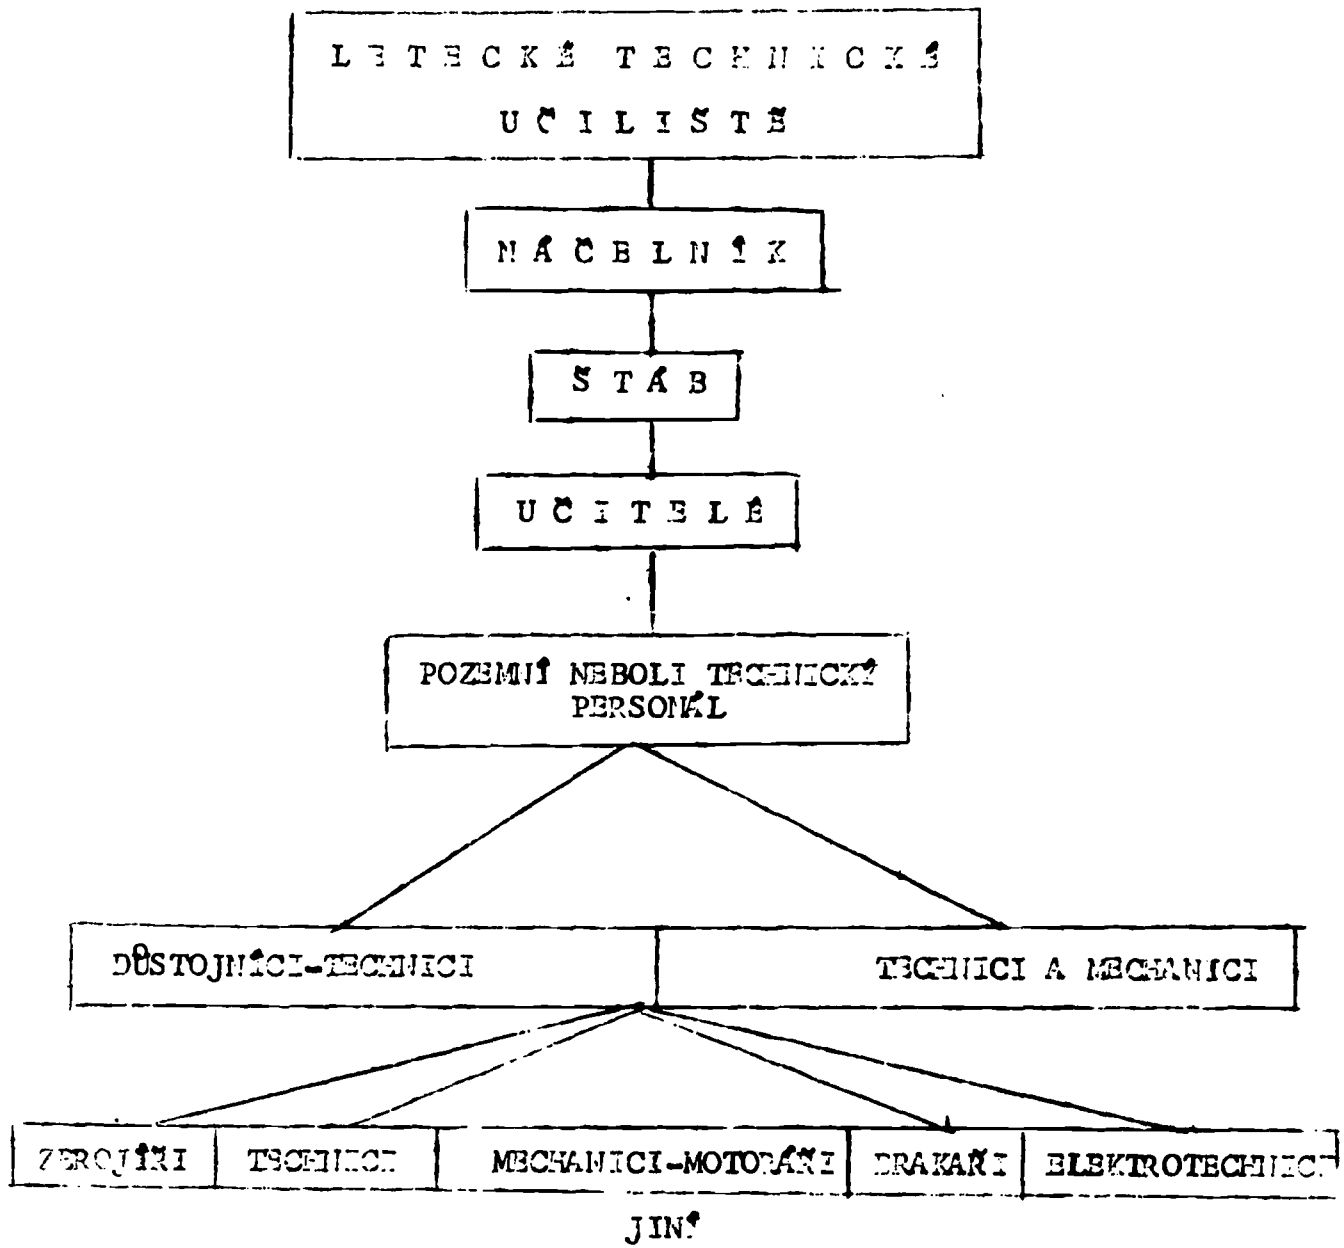 LETECKÉ TECHNICKÉ
UČILIŠTĚ
NÁČELNÍK
ŠTÁB
UČITELÉ
POZEMNÍ NEBOLI TECHNICKÝ
PERSONÁL
DŮSTOJNÍCI-TECHNICI
TECHNICI A MECHANICI
ZBROJÍŘI
TECHNICI
MECHANICI-MOTORÁŘI
DRAKAŘI
ELEKTROTECHNICI
JINÍ